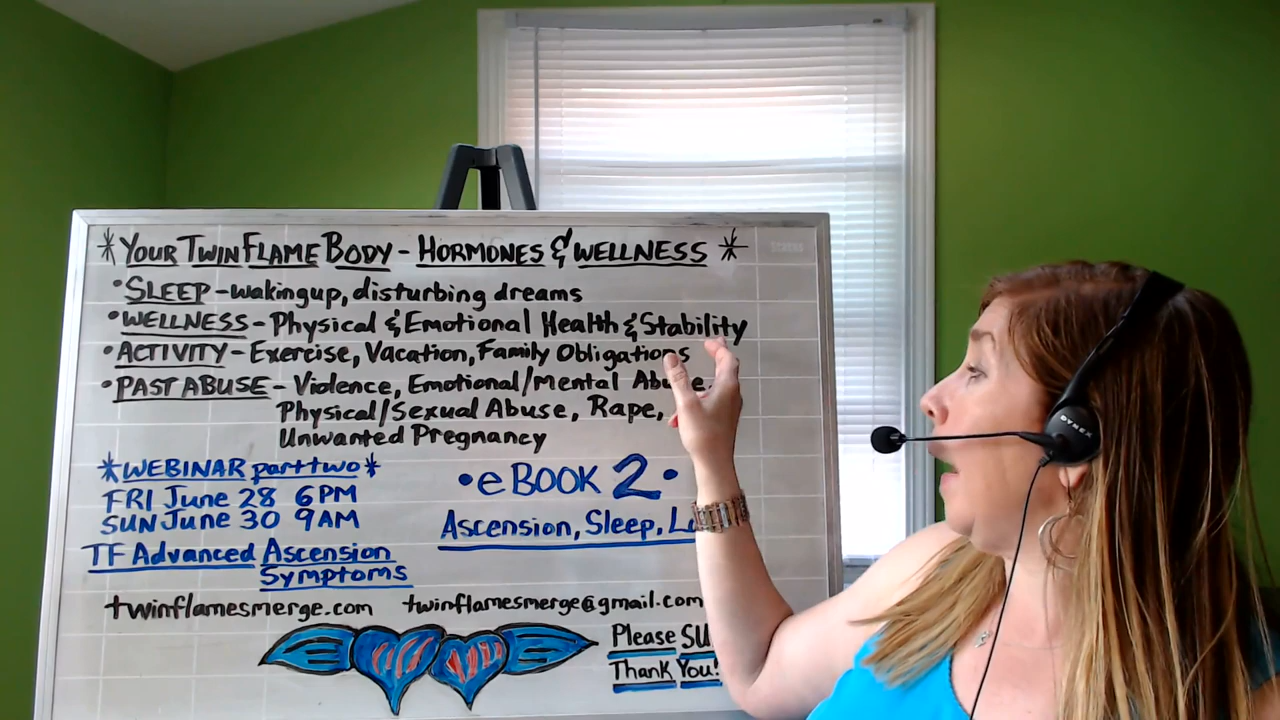 *YOUR TWIN FLAME BODY - HORMONES & WELLNESS*
•SLEEP - waking up, disturbing dreams
•WELLNESS - Physical & Emotional Health & Stability
•ACTIVITY - Exercise, Vacation, Family Obligations
•PAST ABUSE - Violence, Emotional/Mental Abuse,
Physical/Sexual Abuse, Rape,
Unwanted Pregnancy
*WEBINAR part two*
FRI June 28 6PM
SUN June 30 9AM
TF Advanced Ascension
Symptoms
•eBOOK 2•
Ascension, Sleep,
twinflamesmerge.com twinflamesmerge@gmail.com
Please
Thank You!
DYNEX